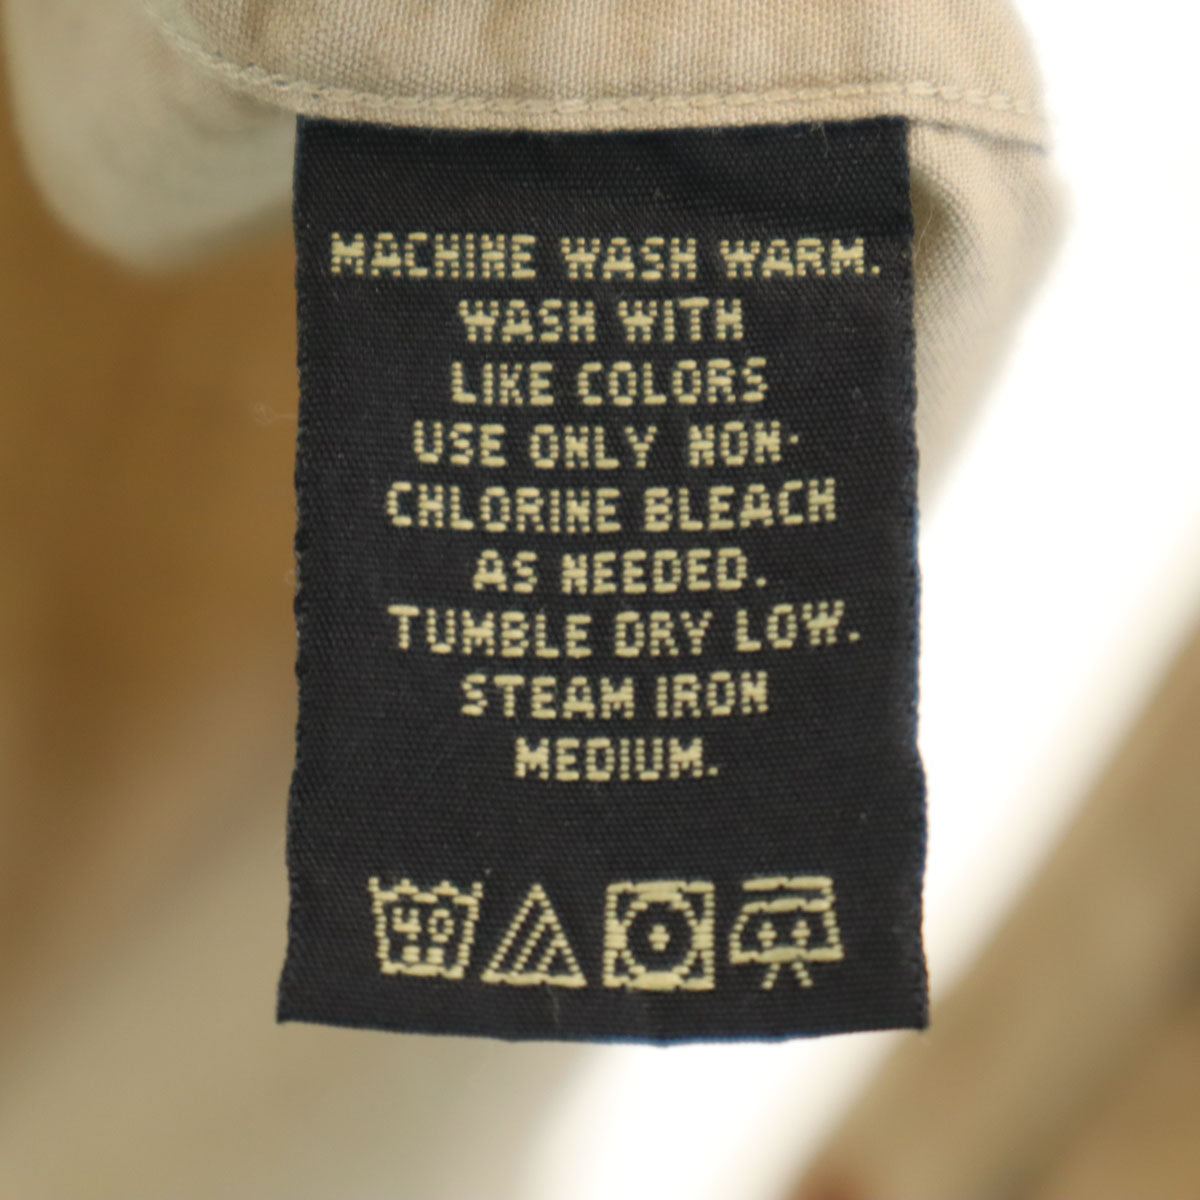 MACHINE WASH WARM.
WASH WITH
LIKE COLORS
USE ONLY NON-
CHLORINE BLEACH
AS NEEDED.
TUMBLE DRY LOW.
STEAM IRON
MEDIUM.
40